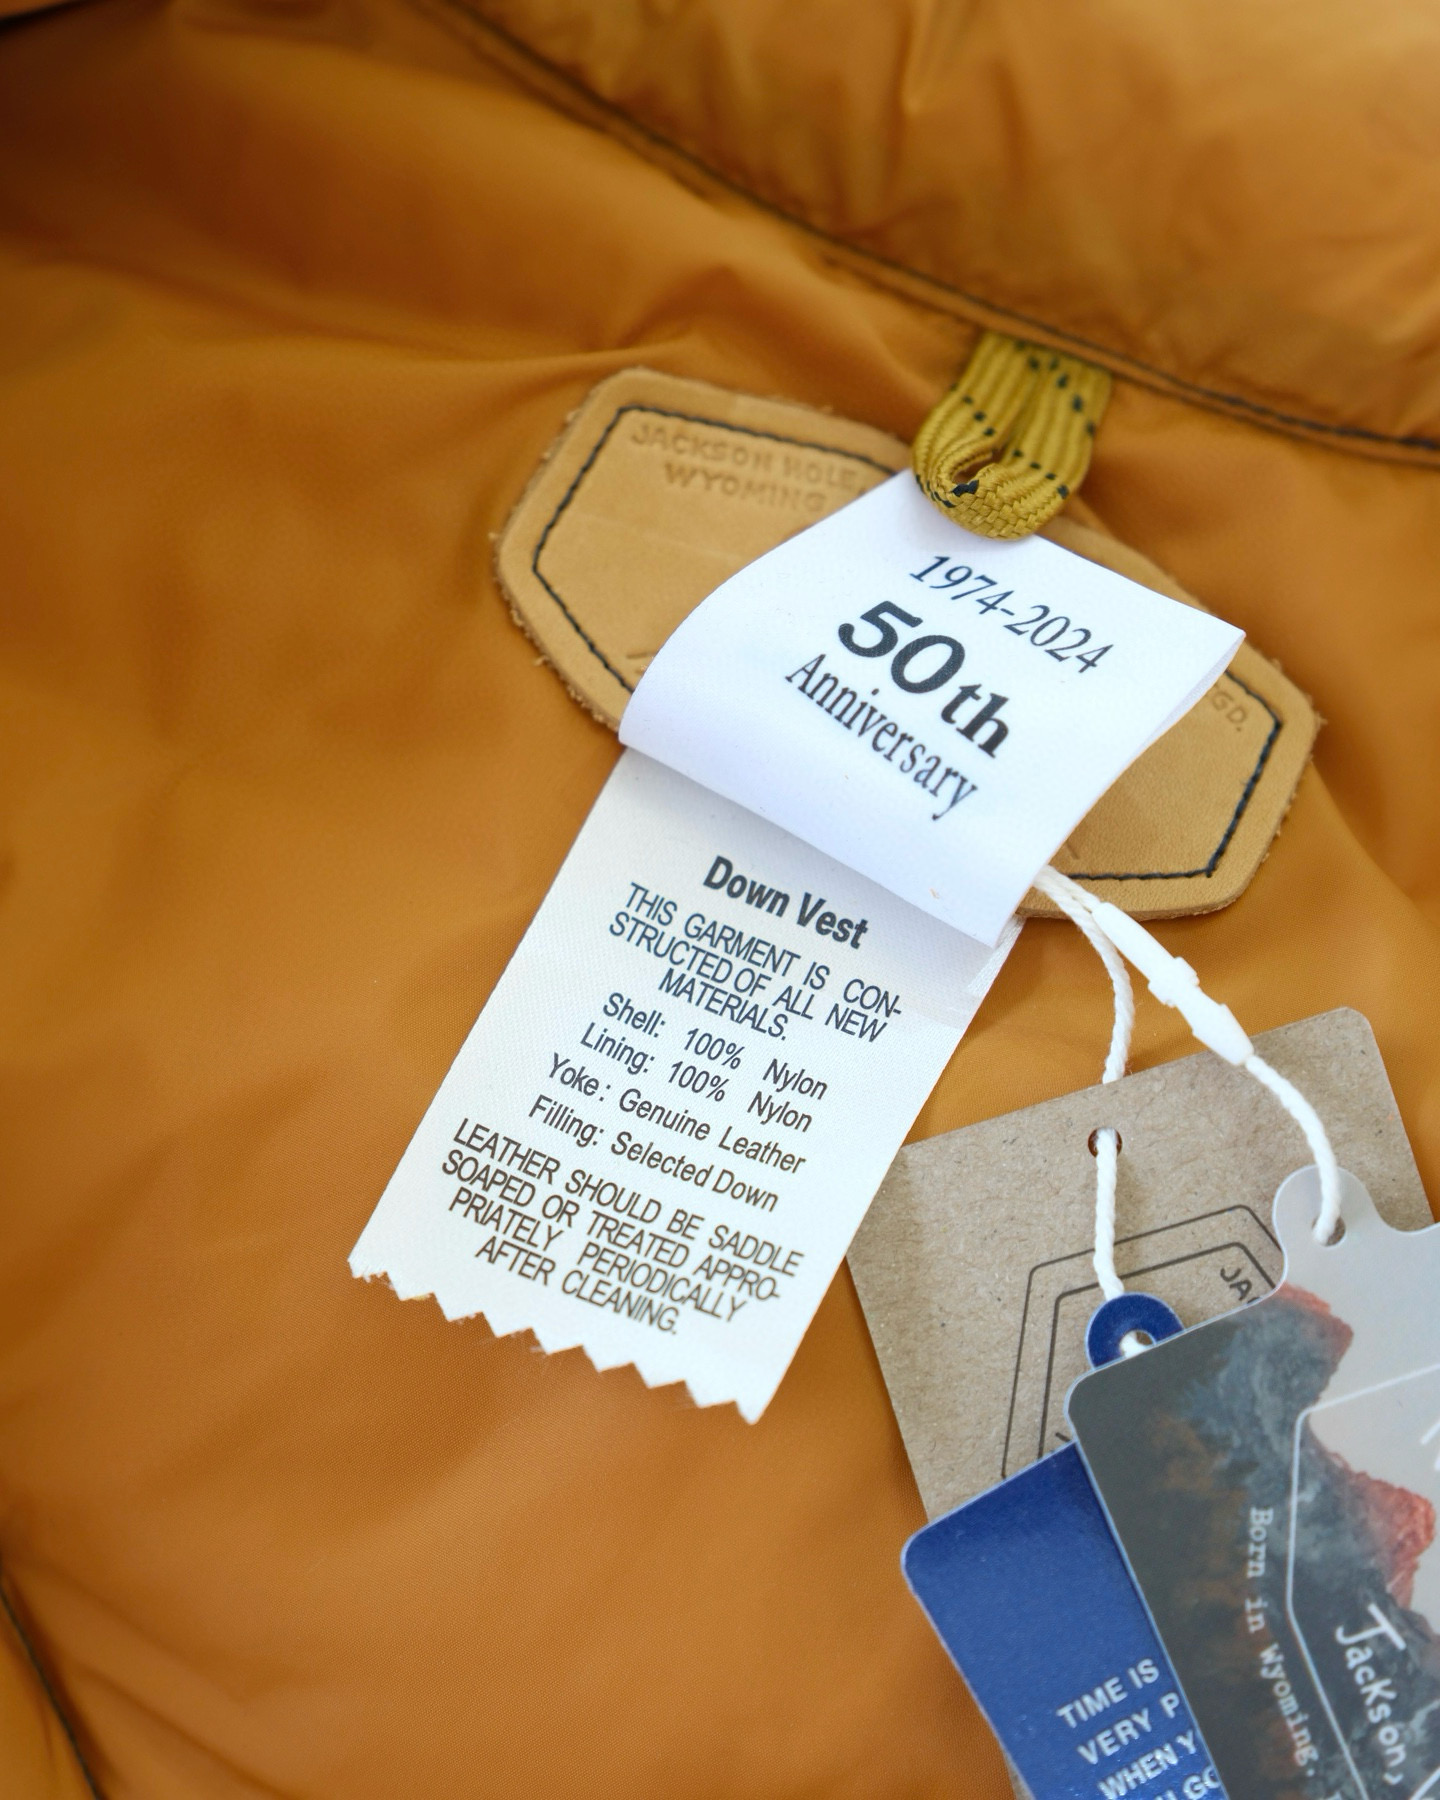 JACKSON HOLE,
WYOMING
1974-2024
50th
Anniversary
Down Vest
THIS GARMENT IS CON-
STRUCTED OF ALL NEW
MATERIALS.
Shell: 100% Nylon
Lining: 100% Nylon
Yoke: Genuine Leather
Filling: Selected Down
LEATHER SHOULD BE SADDLE
SOAPED OR TREATED APPRO-
PRIATELY PERIODICALLY
AFTER CLEANING.
Born in Wyoming.
Jackson,
TIME IS
VERY P
WHEN Y